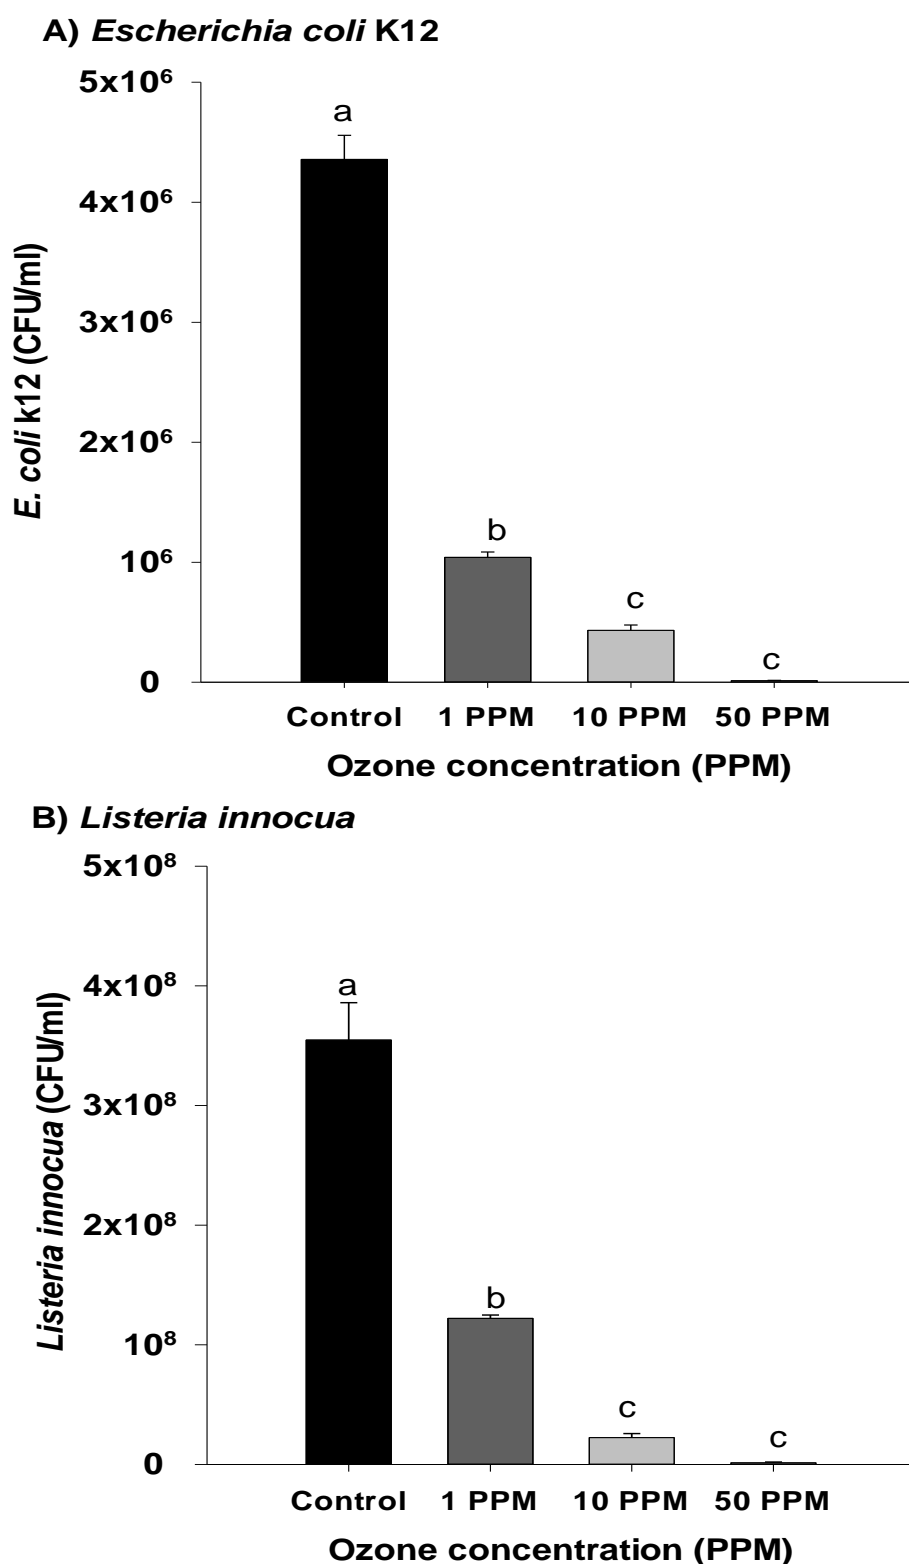 A) Escherichia coli K12
5x10⁶
a
4x10⁶
3x10⁶
2x10⁶
b
10⁶
c
c
0
E. coli k12 (CFU/ml)
Control 1 PPM 10 PPM 50 PPM
Ozone concentration (PPM)
B) Listeria innocua
5x10⁸
4x10⁸
a
3x10⁸
2x10⁸
b
10⁸
c
c
0
Listeria innocua (CFU/ml)
Control 1 PPM 10 PPM 50 PPM
Ozone concentration (PPM)